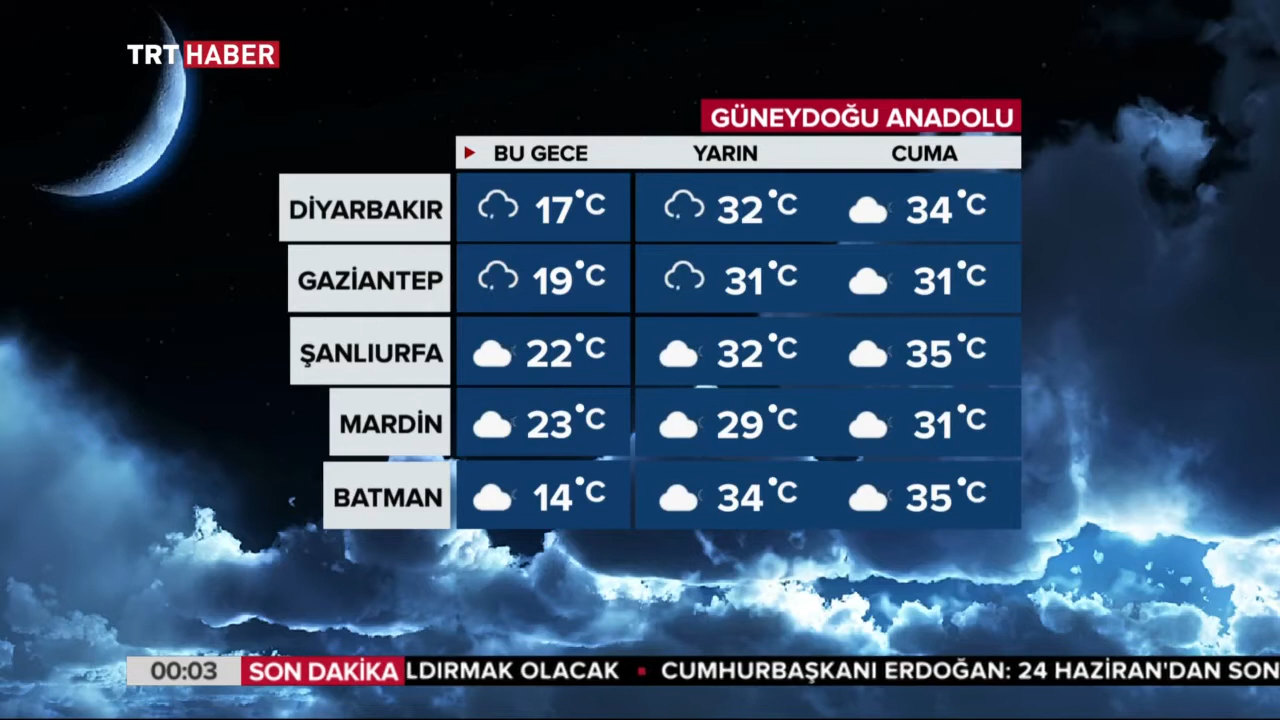 TRT HABER
GÜNEYDOĞU ANADOLU
BU GECE YARIN CUMA
DİYARBAKIR 17°C 32°C 34°C
GAZİANTEP 19°C 31°C 31°C
ŞANLIURFA 22°C 32°C 35°C
MARDİN 23°C 29°C 31°C
BATMAN 14°C 34°C 35°C
00:03 SON DAKİKA LDIRMAK OLACAK ▪ CUMHURBAŞKANI ERDOĞAN: 24 HAZİRAN'DAN SON